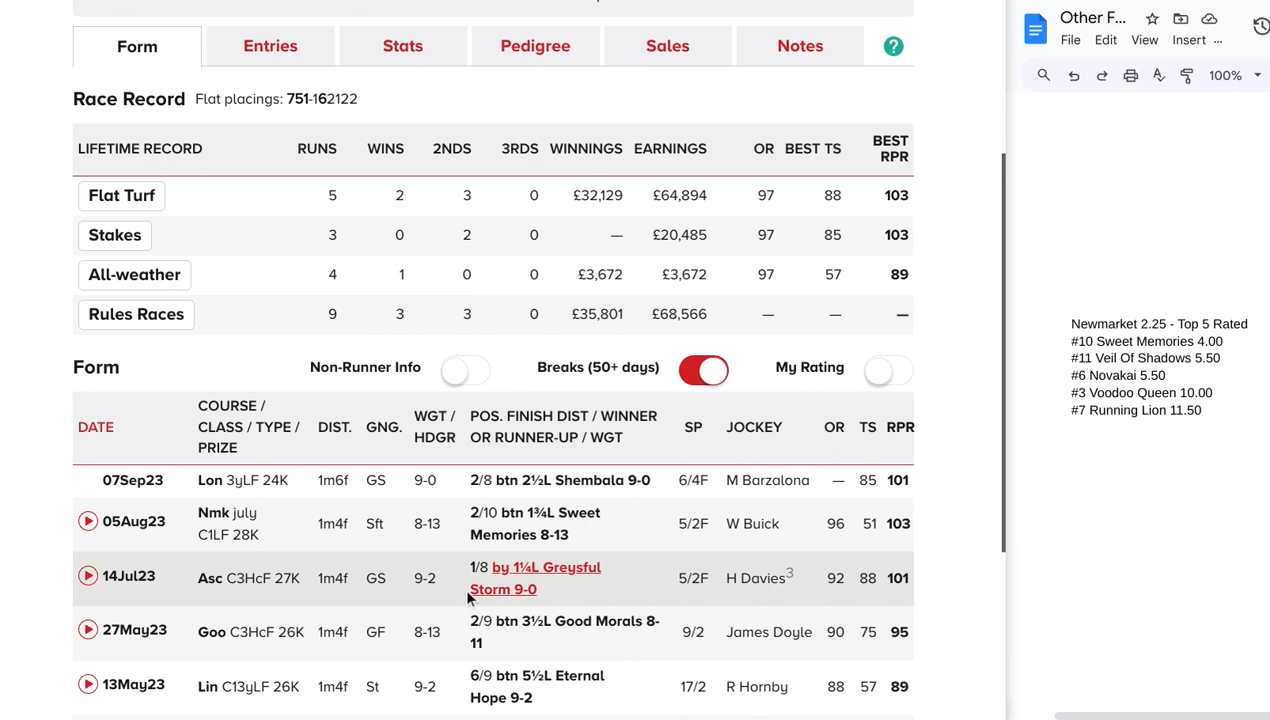 Form Entries Stats Pedigree Sales Notes ?
Race Record Flat placings: 751-162122
LIFETIME RECORD RUNS WINS 2NDS 3RDS WINNINGS EARNINGS OR BEST TS BEST RPR
Flat Turf 5 2 3 0 £32,129 £64,894 97 88 103
Stakes 3 0 2 0 — £20,485 97 85 103
All-weather 4 1 0 0 £3,672 £3,672 97 57 89
Rules Races 9 3 3 0 £35,801 £68,566 — — —
Form Non-Runner Info Breaks (50+ days) My Rating
DATE COURSE / CLASS / TYPE / PRIZE DIST. GNG. WGT / HDGR POS. FINISH DIST / WINNER OR RUNNER-UP / WGT SP JOCKEY OR TS RPR
07Sep23 Lon 3yLF 24K 1m6f GS 9-0 2/8 btn 2½L Shembala 9-0 6/4F M Barzalona — 85 101
05Aug23 Nmk july C1LF 28K 1m4f Sft 8-13 2/10 btn 1¾L Sweet Memories 8-13 5/2F W Buick 96 51 103
14Jul23 Asc C3HcF 27K 1m4f GS 9-2 1/8 by 1¼L Greysful Storm 9-0 5/2F H Davies3 92 88 101
27May23 Goo C3HcF 26K 1m4f GF 8-13 2/9 btn 3½L Good Morals 8-11 9/2 James Doyle 90 75 95
13May23 Lin C13yLF 26K 1m4f St 9-2 6/9 btn 5½L Eternal Hope 9-2 17/2 R Hornby 88 57 89
Other F...
File Edit View Insert ...
100%
Newmarket 2.25 - Top 5 Rated
#10 Sweet Memories 4.00
#11 Veil Of Shadows 5.50
#6 Novakai 5.50
#3 Voodoo Queen 10.00
#7 Running Lion 11.50